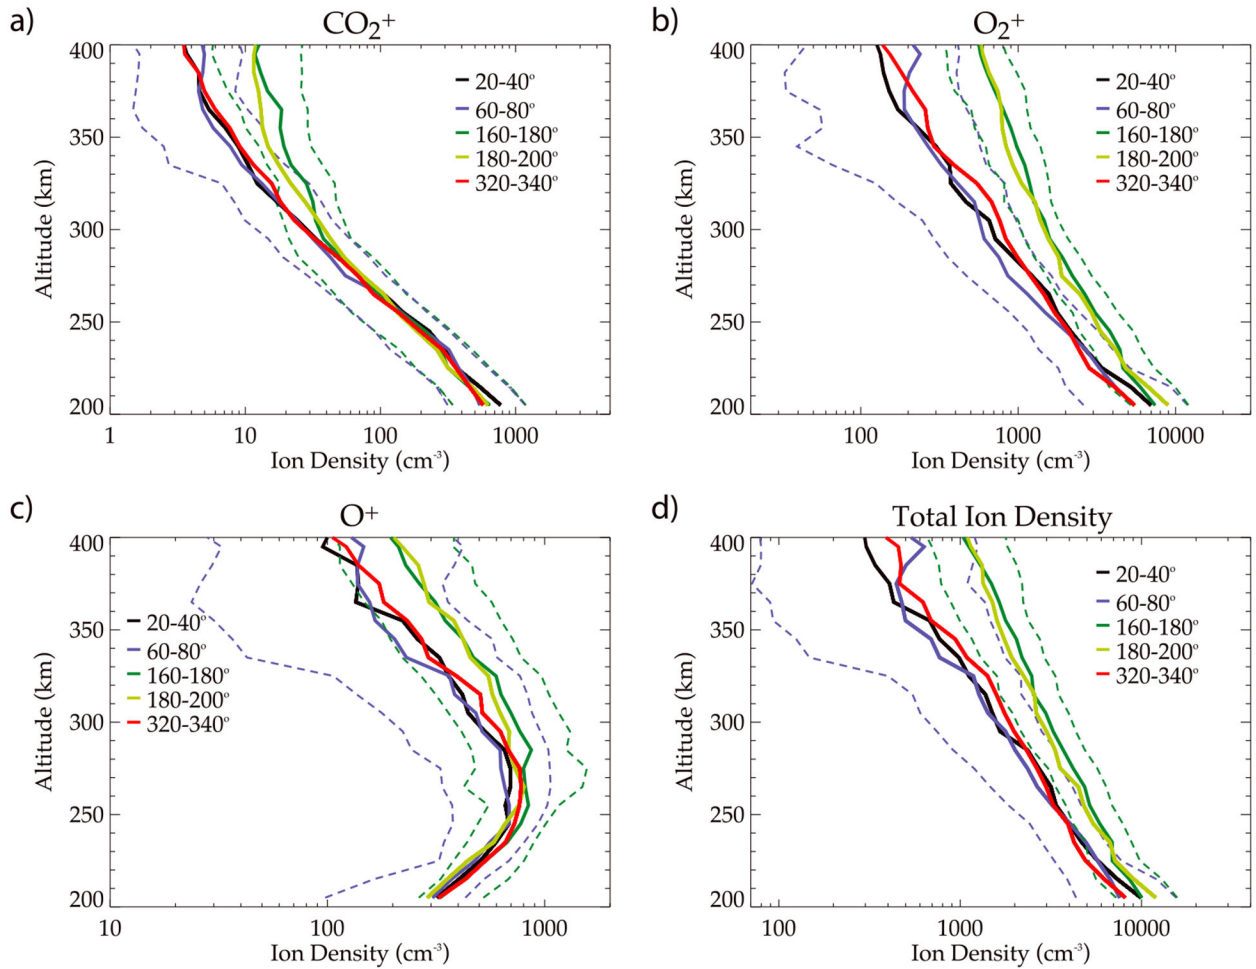 a)
CO₂⁺
400
350
300
250
200
Altitude (km)
20-40°
60-80°
160-180°
180-200°
320-340°
1 10 100 1000
Ion Density (cm⁻³)
b)
O₂⁺
400
350
300
250
200
Altitude (km)
20-40°
60-80°
160-180°
180-200°
320-340°
100 1000 10000
Ion Density (cm⁻³)
c)
O⁺
400
350
300
250
200
Altitude (km)
20-40°
60-80°
160-180°
180-200°
320-340°
10 100 1000
Ion Density (cm⁻³)
d)
Total Ion Density
400
350
300
250
200
Altitude (km)
20-40°
60-80°
160-180°
180-200°
320-340°
100 1000 10000
Ion Density (cm⁻³)